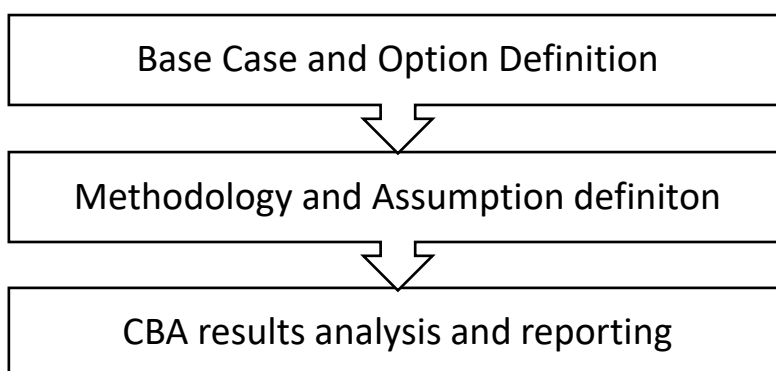 Base Case and Option Definition
Methodology and Assumption definiton
CBA results analysis and reporting